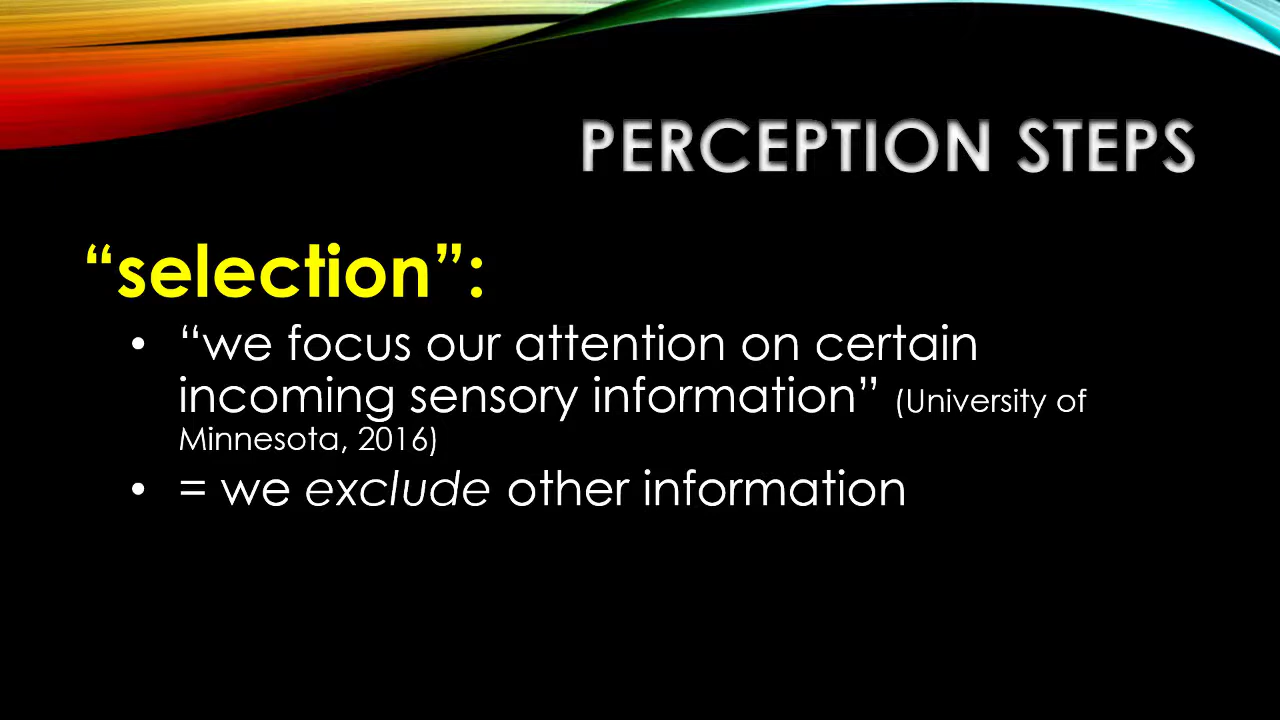 PERCEPTION STEPS
“selection”:
• “we focus our attention on certain
incoming sensory information” (University of
Minnesota, 2016)
• = we exclude other information